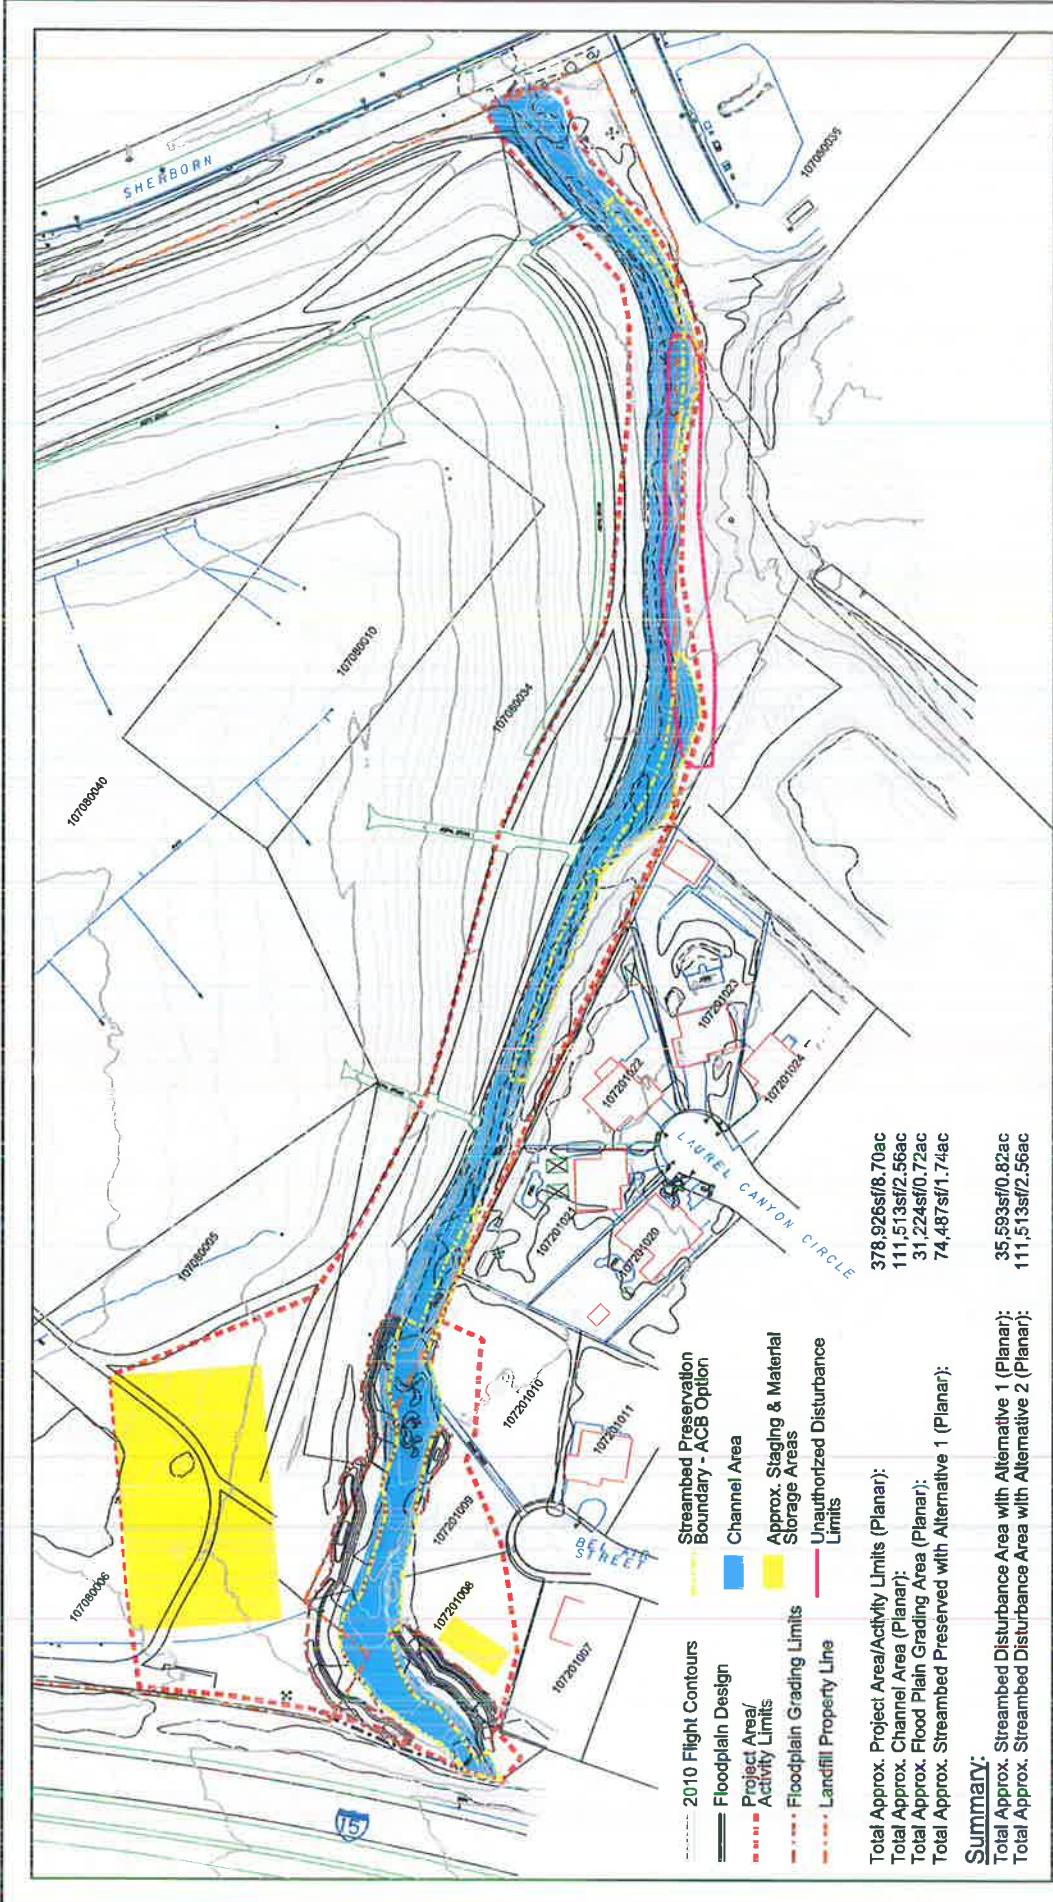 SHERBORN
107080035
107080040
107080010
107080034
107080005
107080006
107201023
107201022
107201024
107201021
107201020
LAUREL CANYON CIRCLE
107201010
107201011
107201009
107201008
107201007
BEL AIR
STREET
15
2010 Flight Contours
Floodplain Design
Project Area/
Activity Limits
Floodplain Grading Limits
Landfill Property Line
Streambed Preservation
Boundary - ACB Option
Channel Area
Approx. Staging & Material
Storage Areas
Unauthorized Disturbance
Limits
Total Approx. Project Area/Activity Limits (Planar): 378,926sf/8.70ac
Total Approx. Channel Area (Planar): 111,513sf/2.56ac
Total Approx. Flood Plain Grading Area (Planar): 31,224sf/0.72ac
Total Approx. Streambed Preserved with Alternative 1 (Planar): 74,487sf/1.74ac
Summary:
Total Approx. Streambed Disturbance Area with Alternative 1 (Planar): 35,593sf/0.82ac
Total Approx. Streambed Disturbance Area with Alternative 2 (Planar): 111,513sf/2.56ac